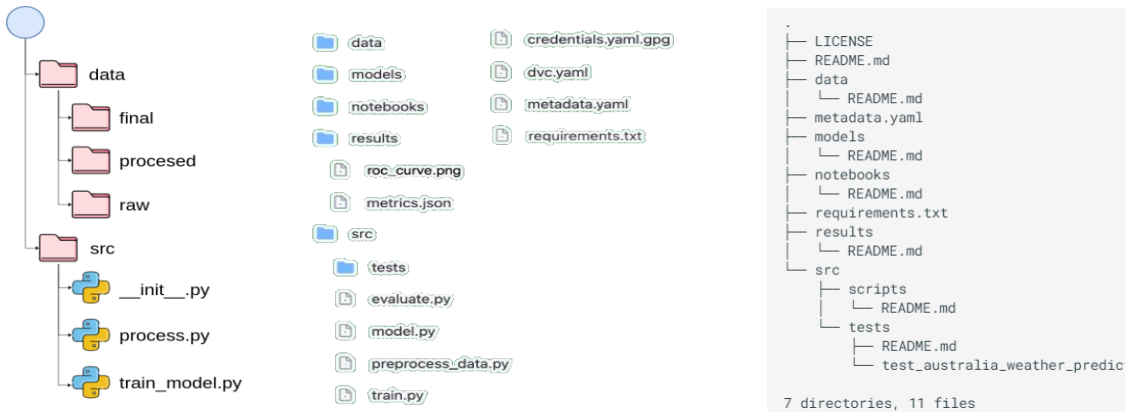 data
final
procesed
raw
src
__init__.py
process.py
train_model.py
data
models
notebooks
results
roc_curve.png
metrics.json
src
tests
evaluate.py
model.py
preprocess_data.py
train.py
credentials.yaml.gpg
dvc.yaml
metadata.yaml
requirements.txt
.
├── LICENSE
├── README.md
├── data
│   └── README.md
├── metadata.yaml
├── models
│   └── README.md
├── notebooks
│   └── README.md
├── requirements.txt
├── results
│   └── README.md
└── src
    ├── scripts
    │   └── README.md
    └── tests
        ├── README.md
        └── test_australia_weather_predic
7 directories, 11 files